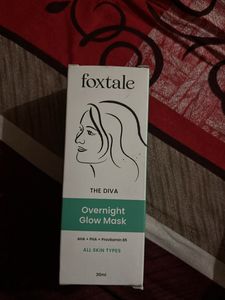 foxtale
THE DIVA
Overnight
Glow Mask
AHA + PHA + Provitamin B5
ALL SKIN TYPES
30ml